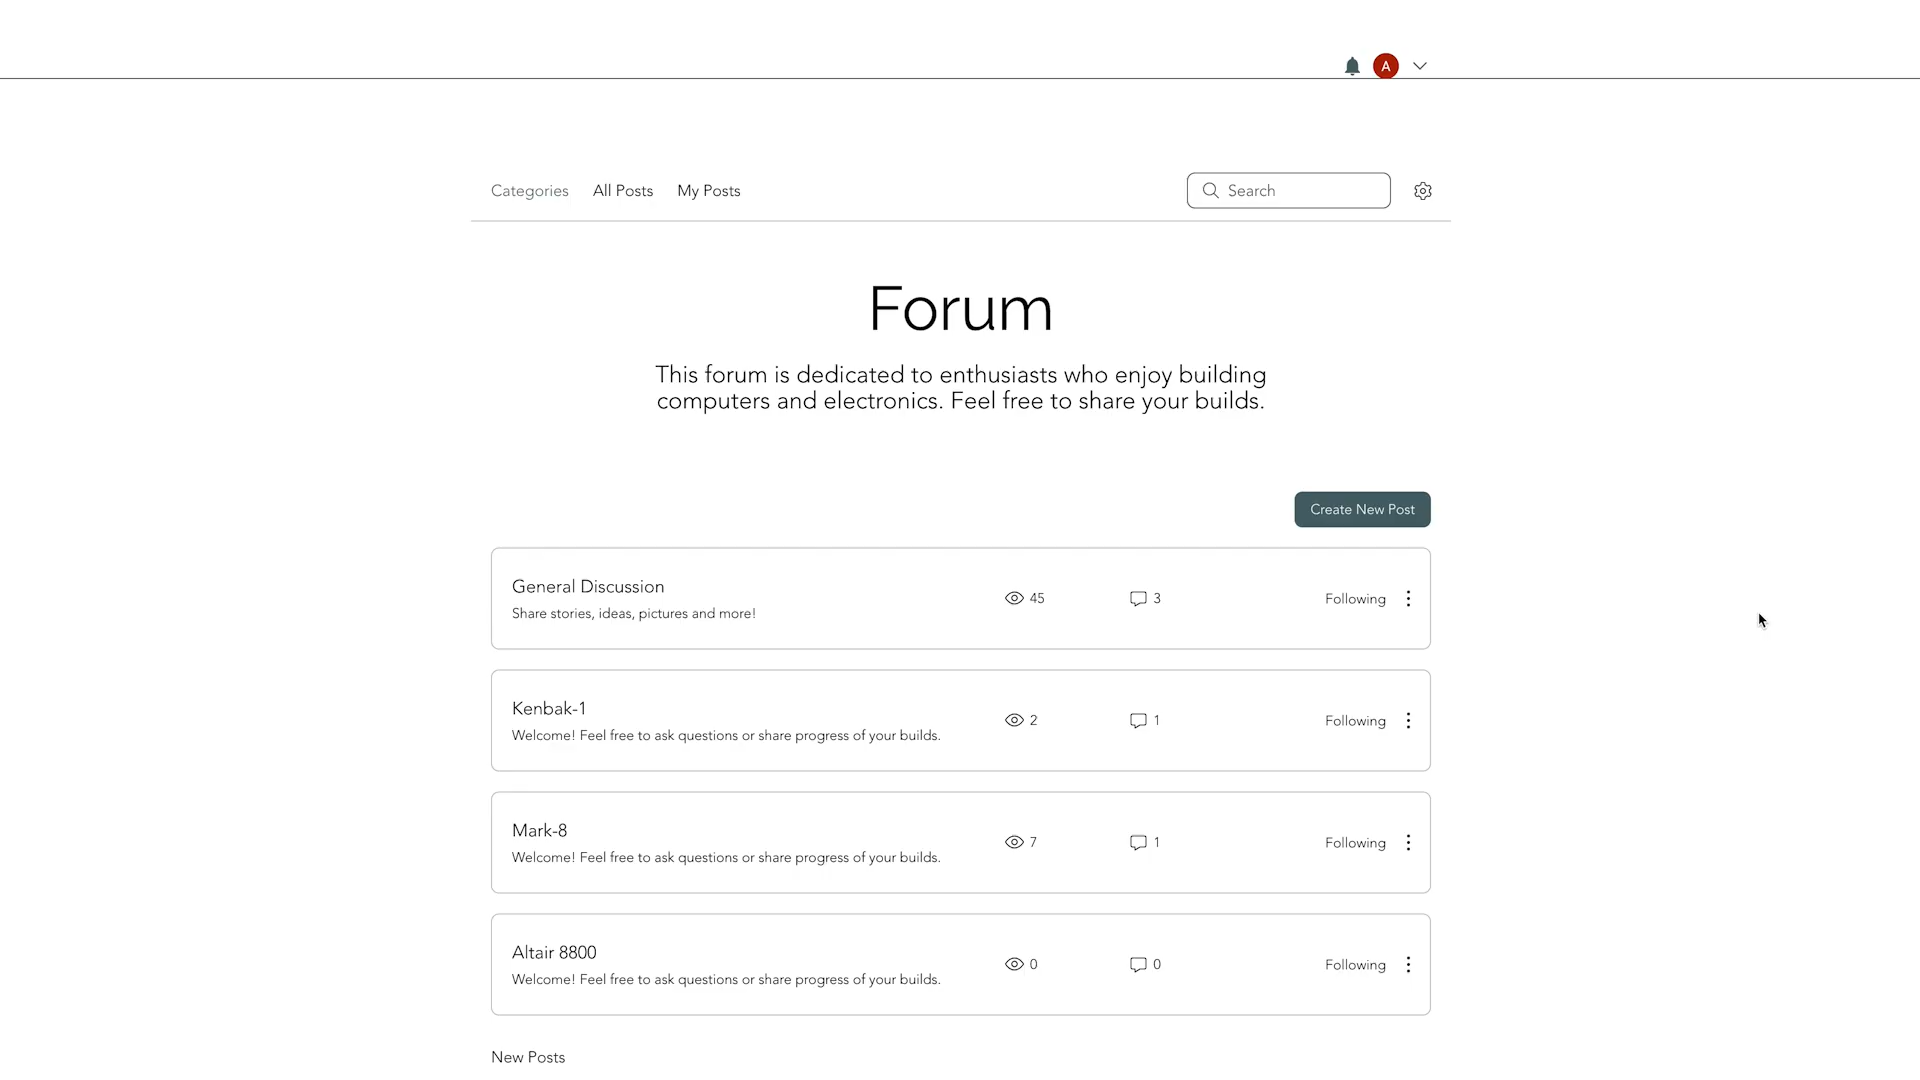 A
Categories All Posts My Posts Search
Forum
This forum is dedicated to enthusiasts who enjoy building
computers and electronics. Feel free to share your builds.
Create New Post
General Discussion
Share stories, ideas, pictures and more!
45 3 Following
Kenbak-1
Welcome! Feel free to ask questions or share progress of your builds.
2 1 Following
Mark-8
Welcome! Feel free to ask questions or share progress of your builds.
7 1 Following
Altair 8800
Welcome! Feel free to ask questions or share progress of your builds.
0 0 Following
New Posts